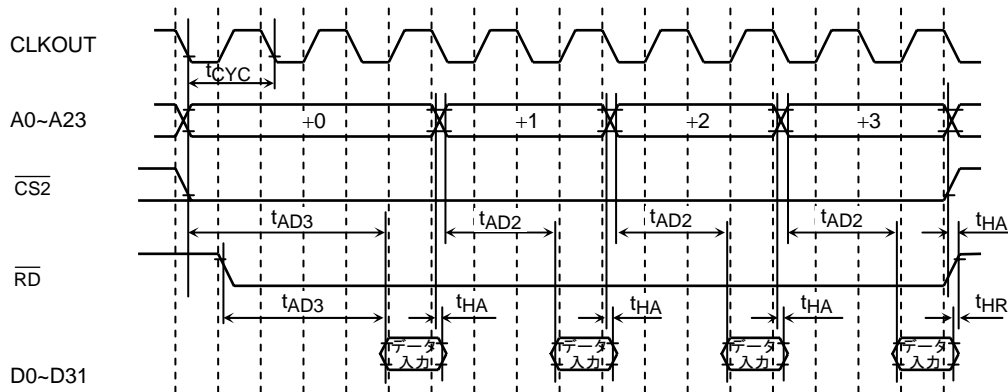 CLKOUT
tCYC
A0~A23
+0
+1
+2
+3
CS2
tAD3
tAD2
tAD2
tAD2
tHA
RD
tAD3
tHA
tHA
tHA
tHR
データ
入力
データ
入力
データ
入力
データ
入力
D0~D31